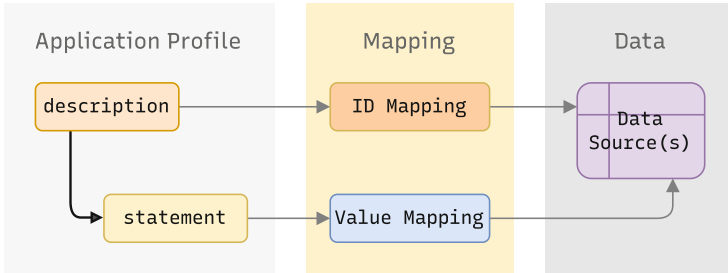 Application Profile
Mapping
Data
description
ID Mapping
Data
Source(s)
statement
Value Mapping